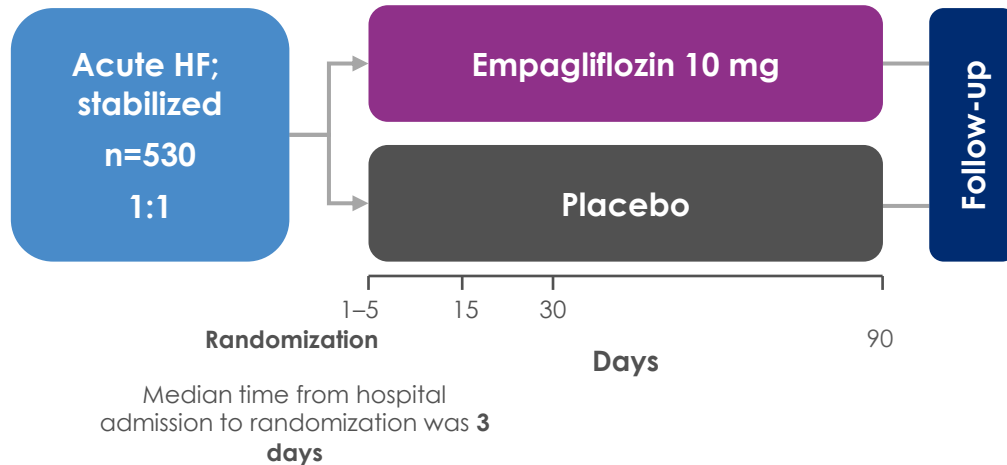 Acute HF;
stabilized
n=530
1:1
Empagliflozin 10 mg
Placebo
Follow-up
1–5
15
30
90
Randomization
Days
Median time from hospital
admission to randomization was 3
days